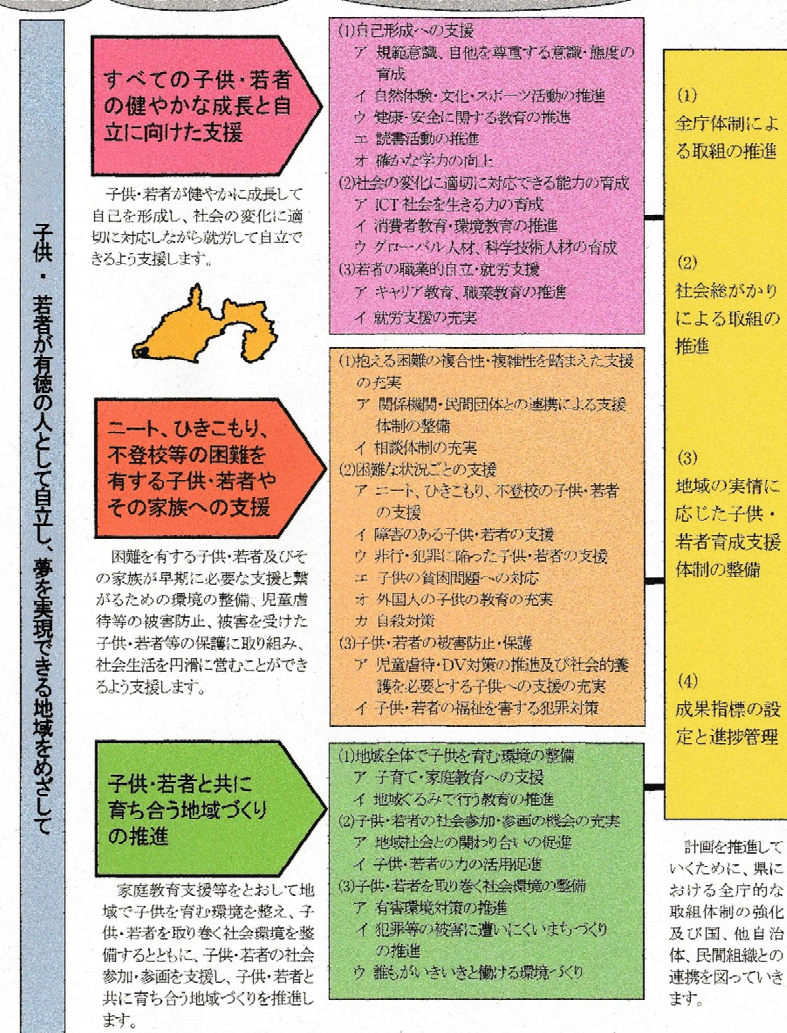 子供・若者が有徳の人として自立し、夢を実現できる地域をめざして
すべての子供・若者
の健やかな成長と自
立に向けた支援
子供・若者が健やかに成長して
自己を形成し、社会の変化に適
切に対応しながら就労して自立で
きるよう支援します。
(1)自己形成への支援
ア 規範意識、自他を尊重する意識・態度の
育成
イ 自然体験・文化・スポーツ活動の推進
ウ 健康・安全に関する教育の推進
エ 読書活動の推進
オ 確かな学力の向上
(2)社会の変化に適切に対応できる能力の育成
ア ICT社会を生きる力の育成
イ 消費者教育・環境教育の推進
ウ グローバル人材、科学技術人材の育成
(3)若者の職業的自立・就労支援
ア キャリア教育、職業教育の推進
イ 就労支援の充実
ニート、ひきこもり、
不登校等の困難を
有する子供・若者や
その家族への支援
困難を有する子供・若者及びそ
の家族が早期に必要な支援と繋
がるための環境の整備、児童虐
待等の被害防止、被害を受けた
子供・若者等の保護に取り組み、
社会生活を円滑に営むことができ
るよう支援します。
(1)抱える困難の複合性・複雑性を踏まえた支援
の充実
ア 関係機関・民間団体との連携による支援
体制の整備
イ 相談体制の充実
(2)困難な状況ごとの支援
ア ニート、ひきこもり、不登校の子供・若者
の支援
イ 障害のある子供・若者の支援
ウ 非行・犯罪に陥った子供・若者の支援
エ 子供の貧困問題への対応
オ 外国人の子供の教育の充実
カ 自殺対策
(3)子供・若者の被害防止・保護
ア 児童虐待・DV対策の推進及び社会的養
護を必要とする子供への支援の充実
イ 子供・若者の福祉を害する犯罪対策
子供・若者と共に
育ち合う地域づくり
の推進
家庭教育支援等をとおして地
域で子供を育む環境を整え、子
供・若者を取り巻く社会環境を整
備するとともに、子供・若者の社会
参加・参画を支援し、子供・若者と
共に育ち合う地域づくりを推進し
ます。
(1)地域全体で子供を育む環境の整備
ア 子育て・家庭教育への支援
イ 地域ぐるみで行う教育の推進
(2)子供・若者の社会参加・参画の機会の充実
ア 地域社会との関わり合いの促進
イ 子供・若者の力の活用促進
(3)子供・若者を取り巻く社会環境の整備
ア 有害環境対策の推進
イ 犯罪等の被害に遭いにくいまちづくり
の推進
ウ 誰もがいきいきと働ける環境づくり
(1)
全庁体制によ
る取組の推進
(2)
社会総がかり
による取組の
推進
(3)
地域の実情に
応じた子供・
若者育成支援
体制の整備
(4)
成果指標の設
定と進捗管理
計画を推進して
いくために、県に
おける全庁的な
取組体制の強化
及び国、他自治
体、民間組織との
連携を図っていき
ます。